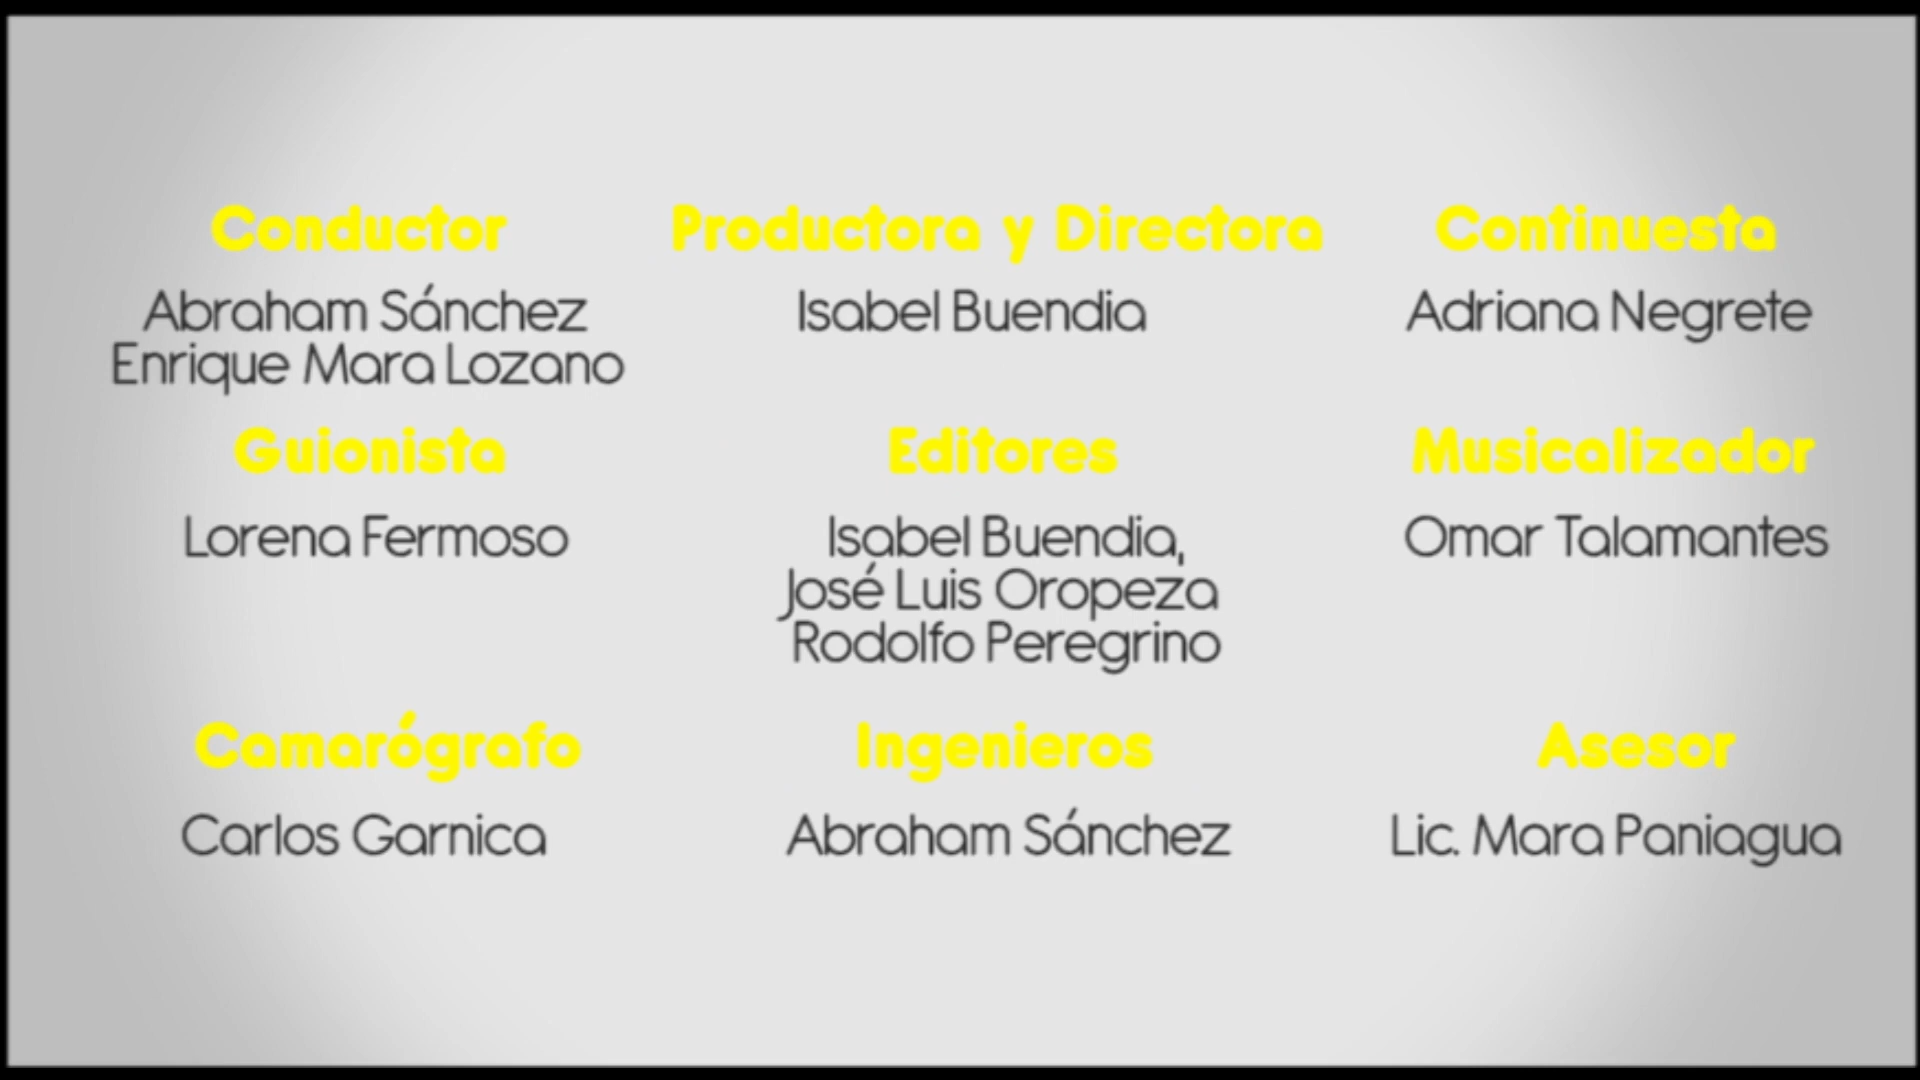 Conductor
Abraham Sánchez
Enrique Mara Lozano
Productora y Directora
Isabel Buendia
Continuesta
Adriana Negrete
Guionista
Lorena Fermoso
Editores
Isabel Buendia,
José Luis Oropeza
Rodolfo Peregrino
Musicalizador
Omar Talamantes
Camarógrafo
Carlos Garnica
Ingenieros
Abraham Sánchez
Asesor
Lic. Mara Paniagua